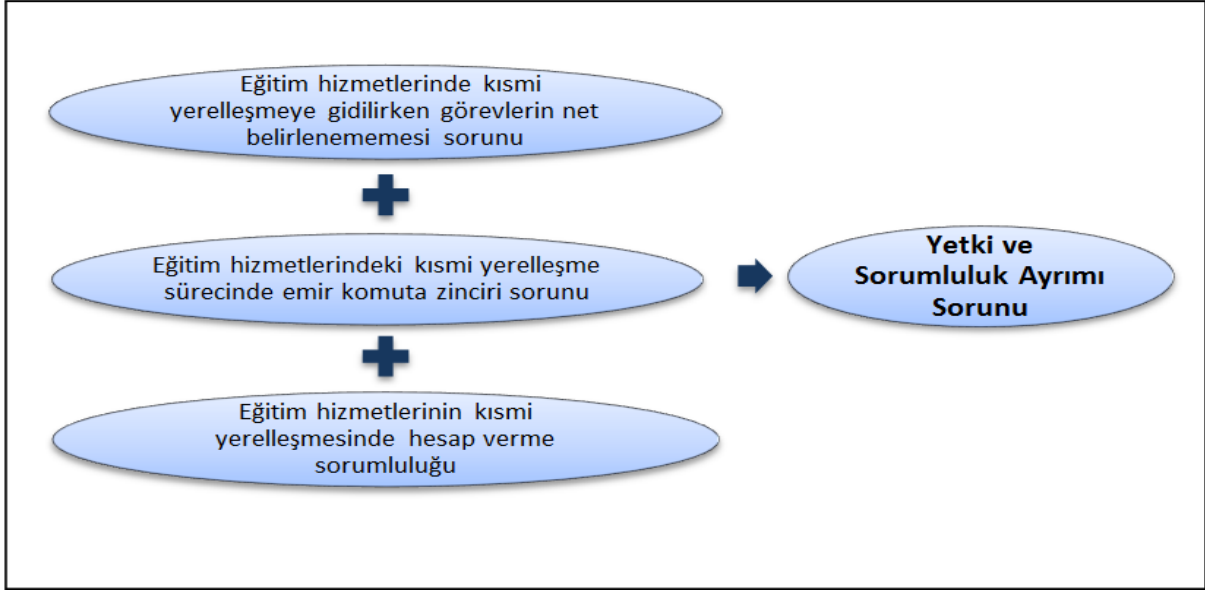 Eğitim hizmetlerinde kısmi
yerelleşmeye gidilirken görevlerin net
belirlenememesi sorunu
Eğitim hizmetlerindeki kısmi yerelleşme
sürecinde emir komuta zinciri sorunu
Eğitim hizmetlerinin kısmi
yerelleşmesinde hesap verme
sorumluluğu
Yetki ve
Sorumluluk Ayrımı
Sorunu